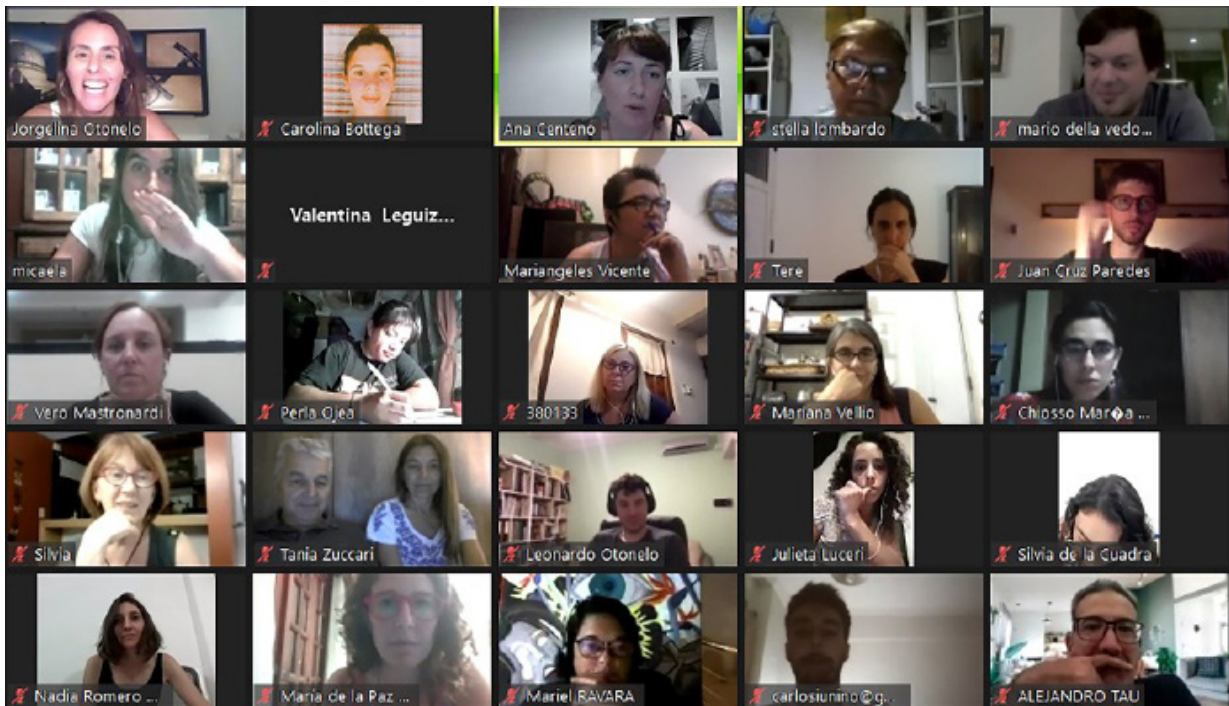 Jorgelina Otonelo
Carolina Bottega
Ana Centeno
stella lombardo
mario della vedo...
micaela
Valentina Leguiz...
Mariangeles Vicente
Tere
Juan Cruz Paredes
Vero Mastronardi
Perla Ojea
380133
Mariana Vellio
Chiosso Mar�a ...
Silvia
Tania Zuccari
Leonardo Otonelo
Julieta Luceri
Silvia de la Cuadra
Nadia Romero ...
María de la Paz ...
Mariel RAVARA
carlosiunino@g...
ALEJANDRO TAU